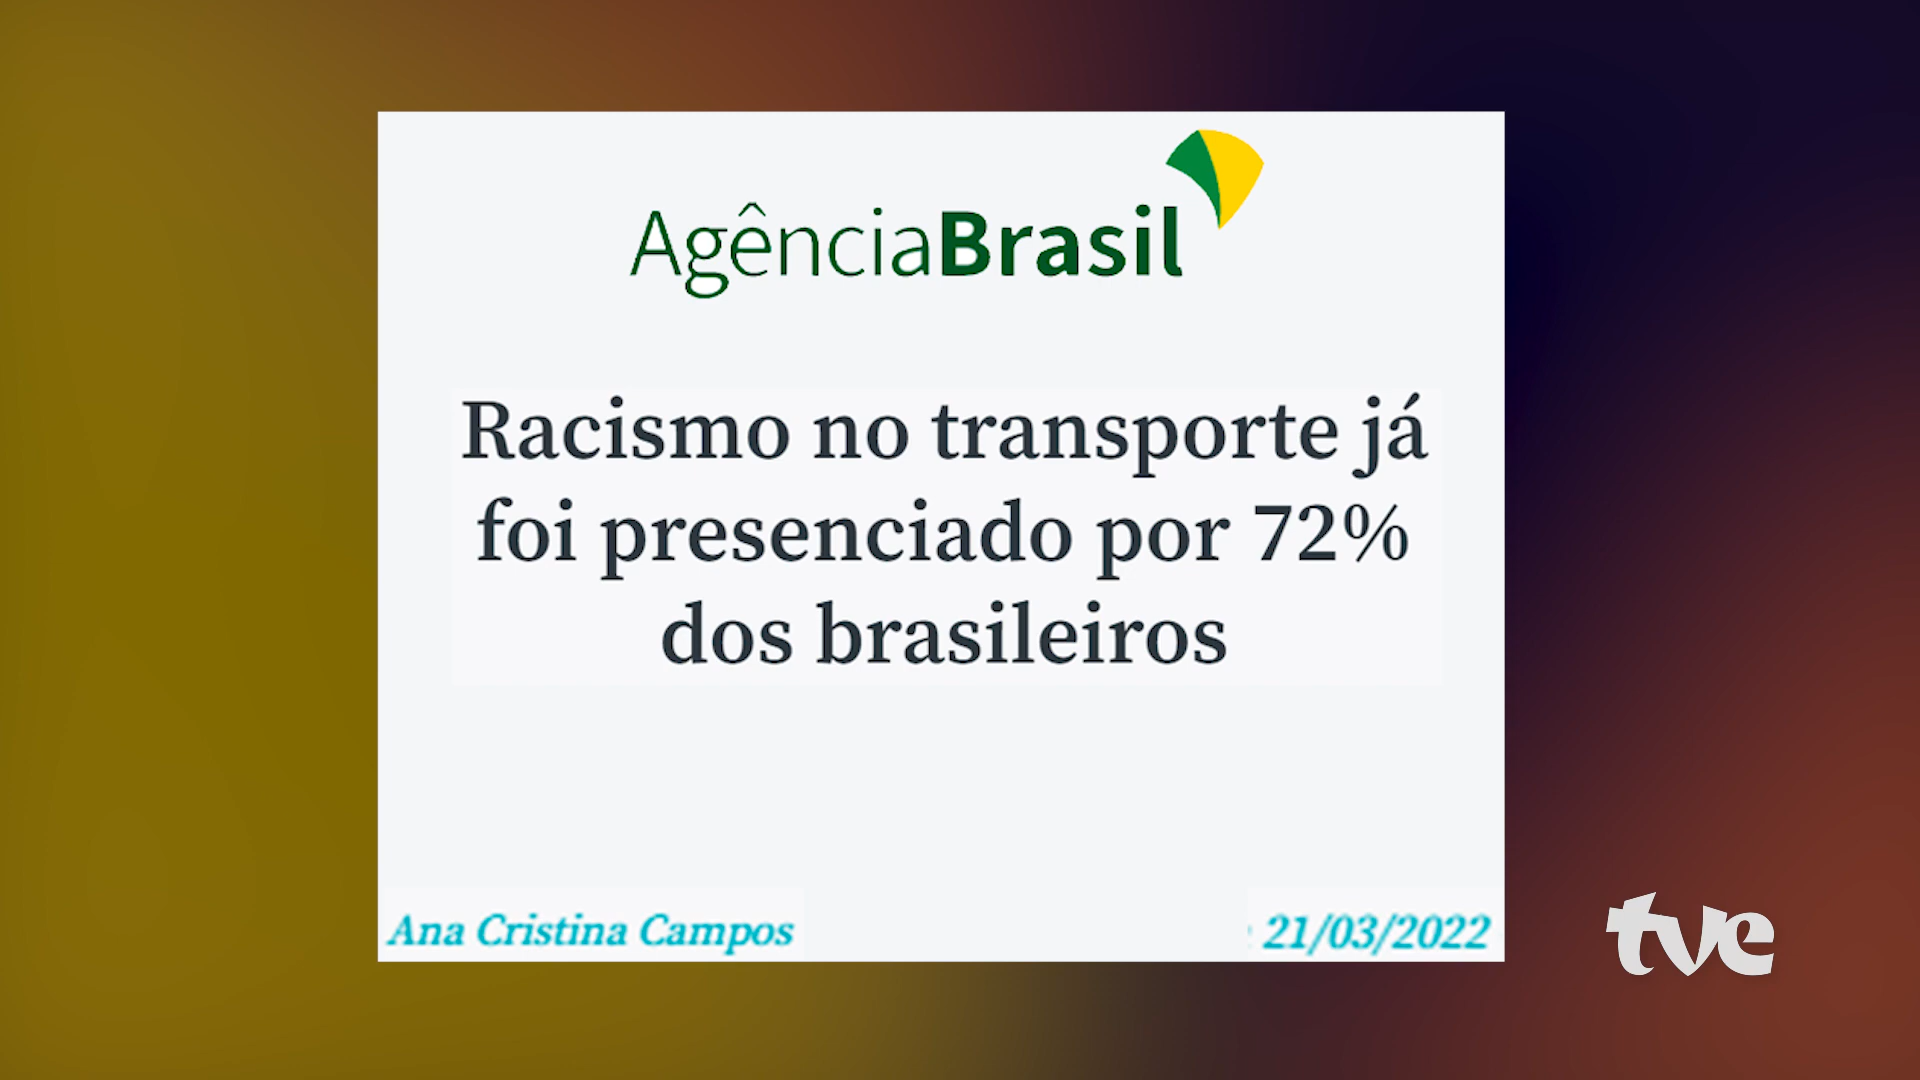 AgênciaBrasil
Racismo no transporte já
foi presenciado por 72%
dos brasileiros
Ana Cristina Campos
21/03/2022
tve